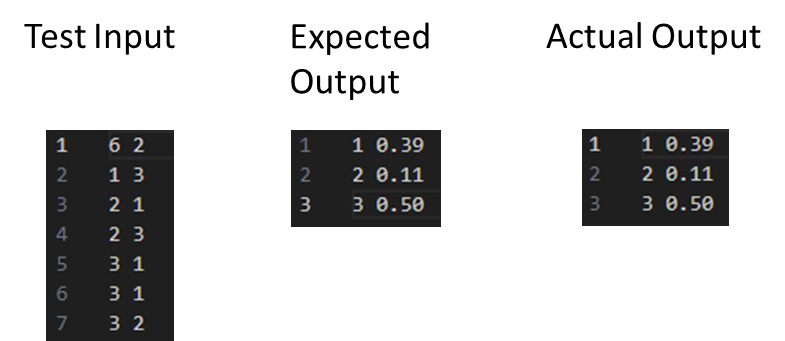 Test Input
Expected
Output
Actual Output
1 6 2
2 1 3
3 2 1
4 2 3
5 3 1
6 3 1
7 3 2
1 1 0.39
2 2 0.11
3 3 0.50
1 1 0.39
2 2 0.11
3 3 0.50